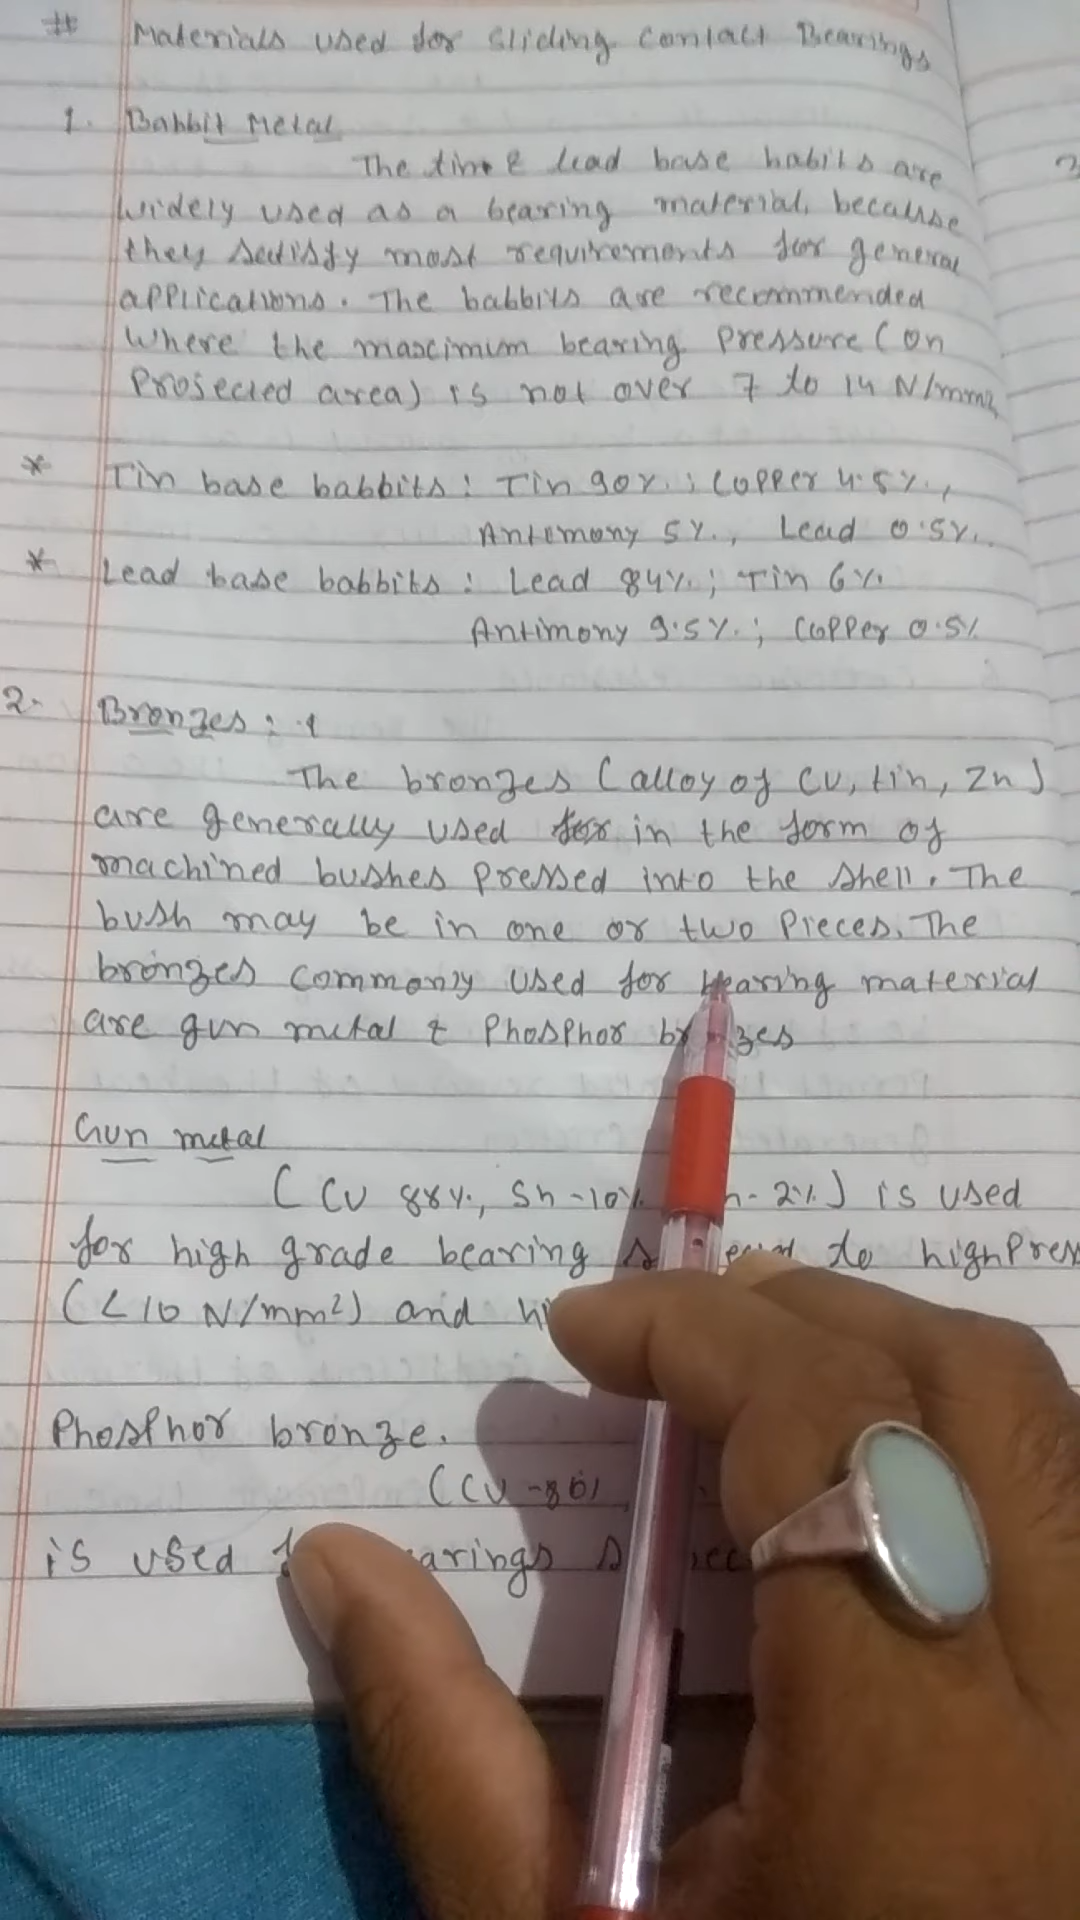 # Materials used for Sliding Contact Bearings
1. Babbit Metal
The tin & lead base babits are
widely used as a bearing material, because
they satisfy most requirements for general
applications. The babbits are recommended
where the maximum bearing Pressure (on
Projected area) is not over 7 to 14 N/mm2
* Tin base babbits: Tin 90%; Copper 4.5%,
Antomony 5%, Lead 0.5%.
* Lead base babbits: Lead 84%; Tin 6%
Antimony 9.5%; Copper 0.5%
2. Bronzes:-1
The bronzes (alloy of Cu, tin, Zn)
are generally used in the form of
machined bushes Pressed into the shell. The
bush may be in one or two Pieces. The
bronzes commonly used for bearing material
are gun metal & Phosphor bronzes
Gun metal
(Cu 88%, Sn-10% n-2%) is used
for high grade bearing to high Pres
(<10 N/mm2) and hi
Phosphor bronze.
(Cu -80
is used arings